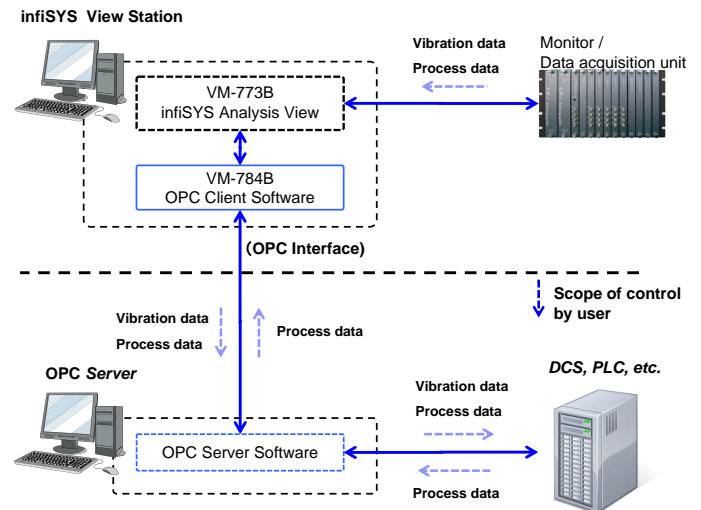 infiSYS View Station
Vibration data
Process data
Monitor /
Data acquisition unit
VM-773B
infiSYS Analysis View
VM-784B
OPC Client Software
(OPC Interface)
Scope of control
by user
Vibration data
Process data
Process data
OPC Server
DCS, PLC, etc.
Vibration data
Process data
OPC Server Software
Process data